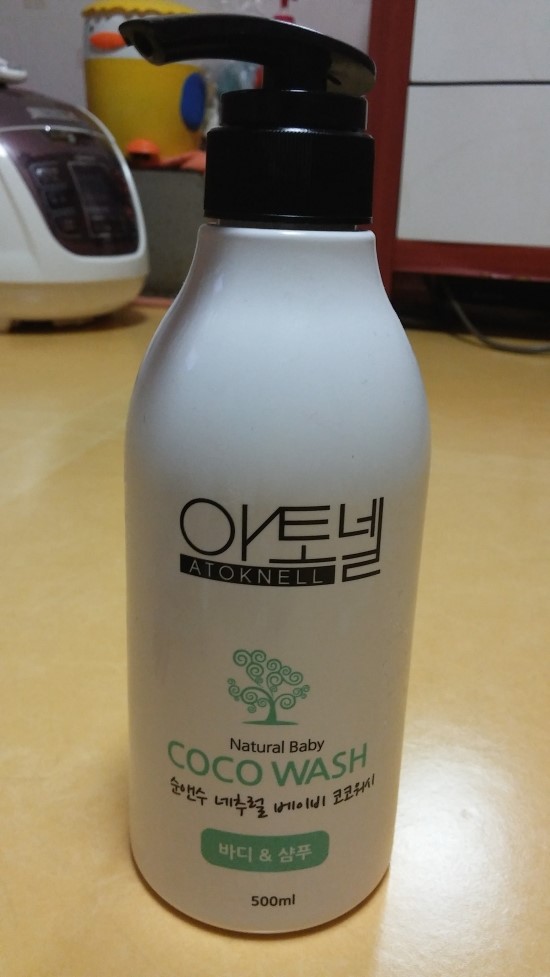 아토넬
ATOKNELL
Natural Baby
COCO WASH
순앤수 네추럴 베이비 코코워시
바디 & 샴푸
500ml